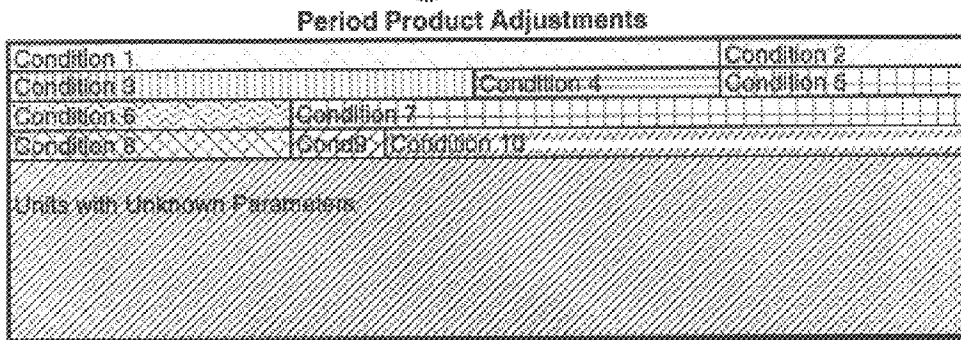 Period Product Adjustments
Condition 1 Condition 2
Condition 3 Condition 4 Condition 5
Condition 6 Condition 7
Condition 8 Cond9 Condition 10
Units with Unknown Parameters